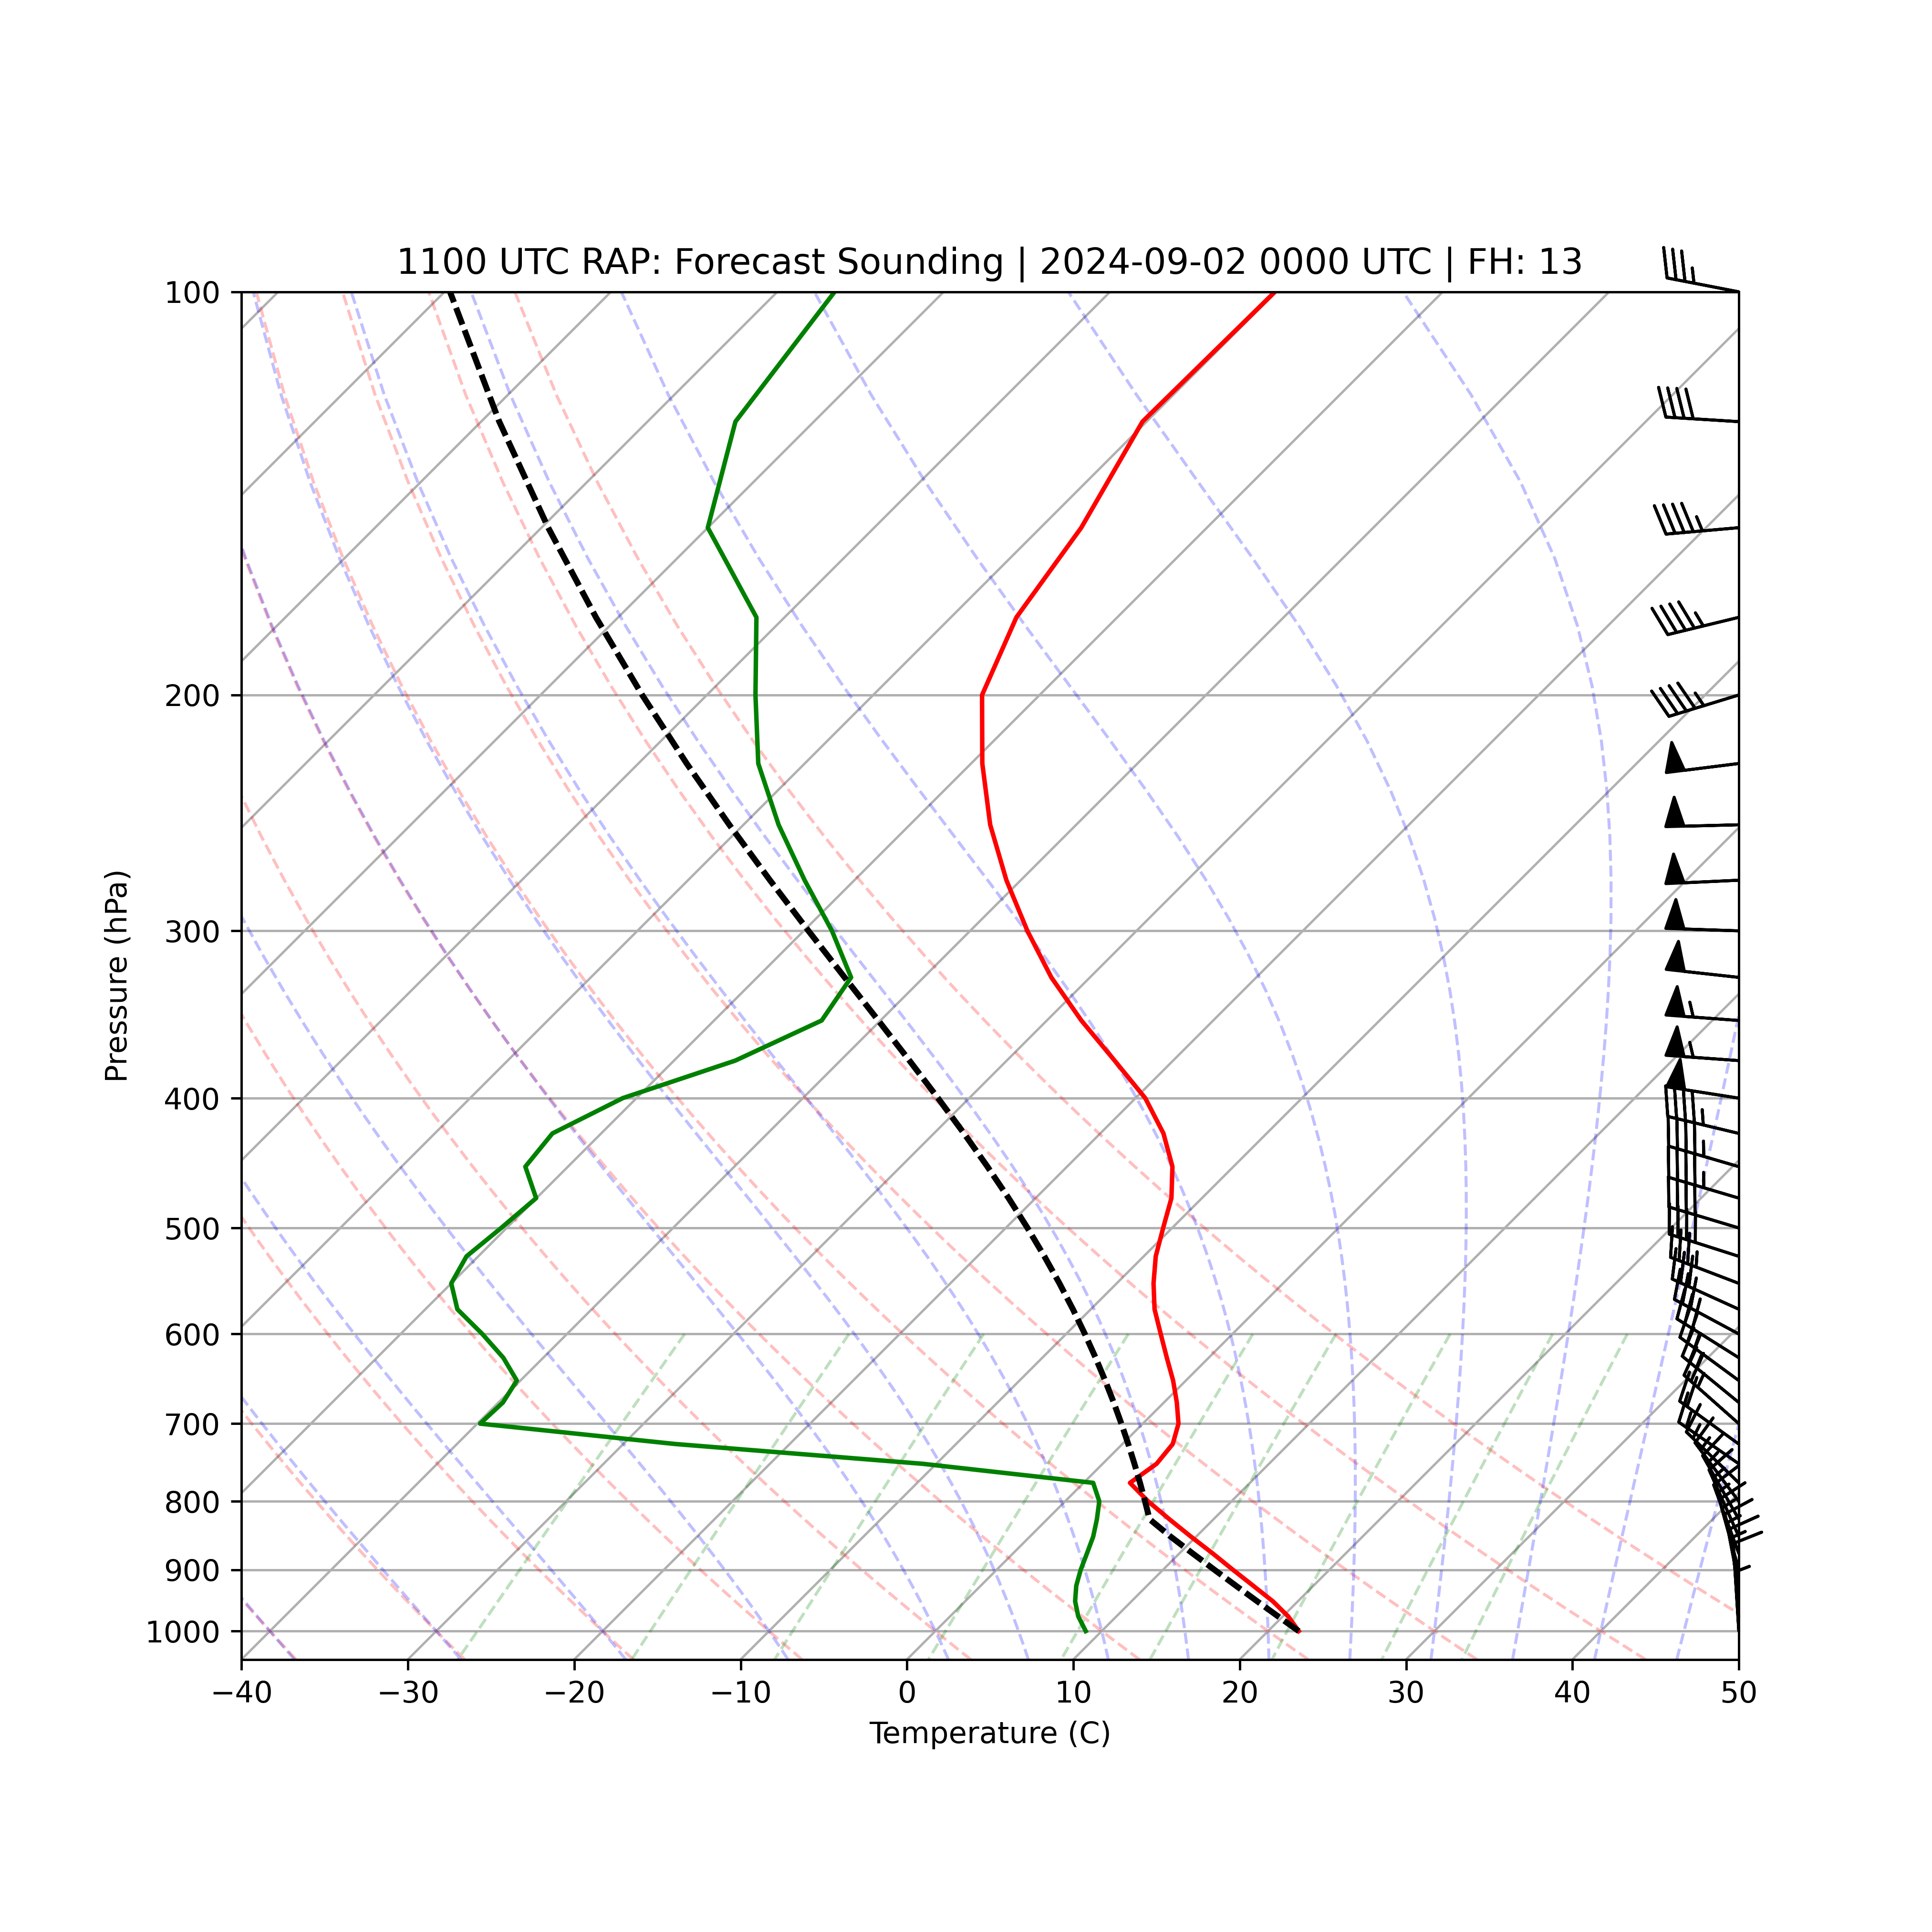 1100 UTC RAP: Forecast Sounding | 2024-09-02 0000 UTC | FH: 13
100
200
300
400
500
600
700
800
900
1000
Pressure (hPa)
−40 −30 −20 −10 0 10 20 30 40 50
Temperature (C)